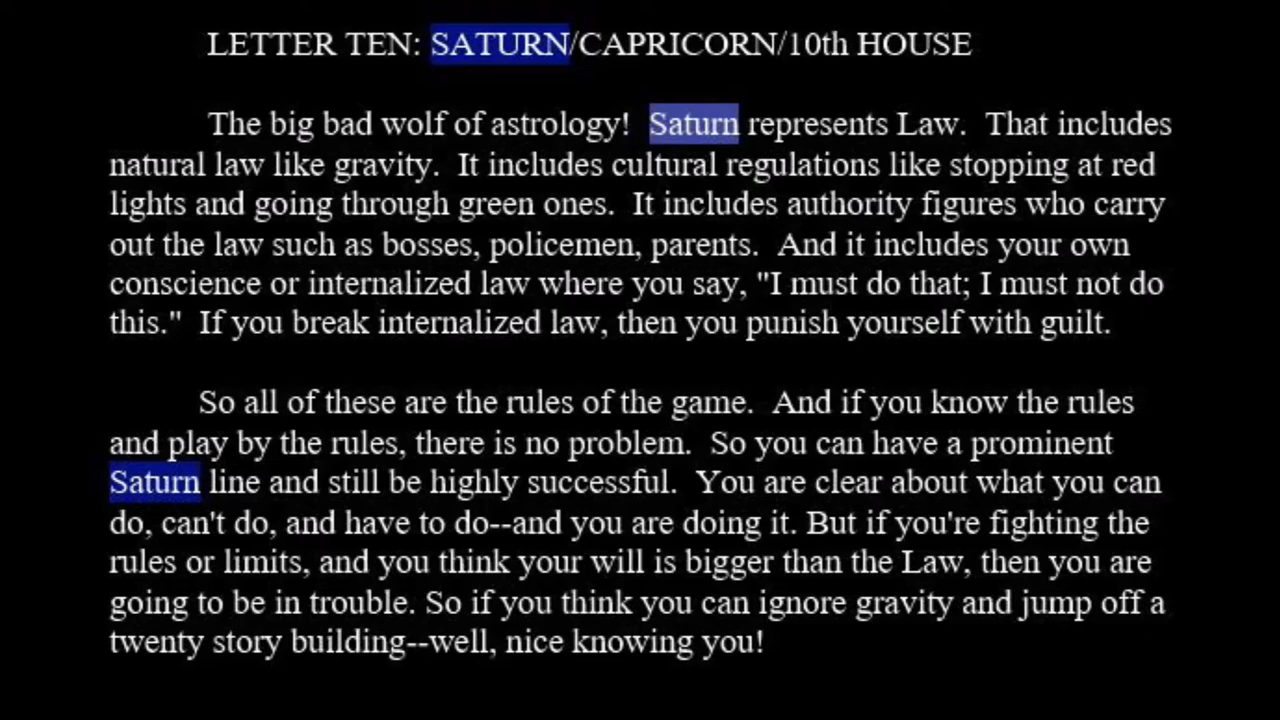 LETTER TEN: SATURN/CAPRICORN/10th HOUSE
The big bad wolf of astrology!  Saturn represents Law.  That includes
natural law like gravity.  It includes cultural regulations like stopping at red
lights and going through green ones.  It includes authority figures who carry
out the law such as bosses, policemen, parents.  And it includes your own
conscience or internalized law where you say, "I must do that; I must not do
this."  If you break internalized law, then you punish yourself with guilt.
So all of these are the rules of the game.  And if you know the rules
and play by the rules, there is no problem.  So you can have a prominent
Saturn line and still be highly successful.  You are clear about what you can
do, can't do, and have to do--and you are doing it. But if you're fighting the
rules or limits, and you think your will is bigger than the Law, then you are
going to be in trouble. So if you think you can ignore gravity and jump off a
twenty story building--well, nice knowing you!